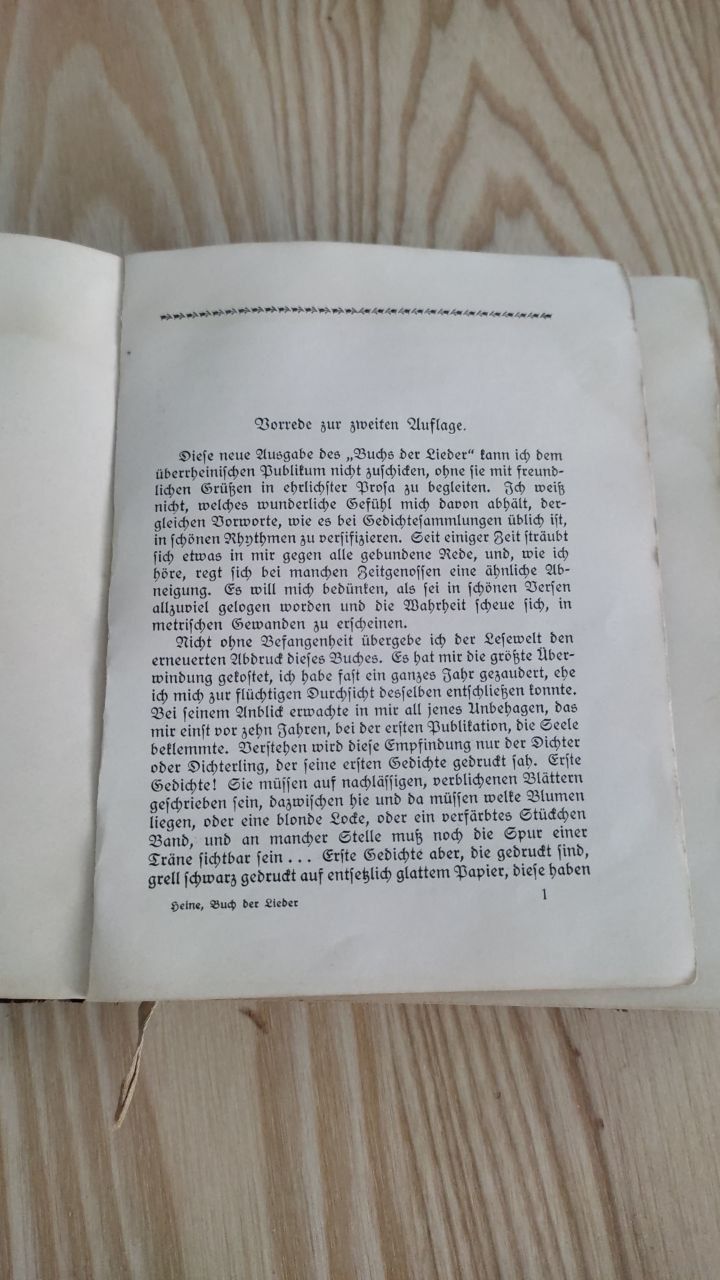 Vorrede zur zweiten Auflage.
Diese neue Ausgabe des „Buchs der Lieder“ kann ich dem
überrheinischen Publikum nicht zuschicken, ohne sie mit freund-
lichen Grüßen in ehrlichster Prosa zu begleiten. Ich weiß
nicht, welches wunderliche Gefühl mich davon abhält, der-
gleichen Vorworte, wie es bei Gedichtesammlungen üblich ist,
in schönen Rhythmen zu versifizieren. Seit einiger Zeit sträubt
sich etwas in mir gegen alle gebundene Rede, und, wie ich
höre, regt sich bei manchen Zeitgenossen eine ähnliche Ab-
neigung. Es will mich bedünken, als sei in schönen Versen
allzuviel gelogen worden und die Wahrheit scheue sich, in
metrischen Gewanden zu erscheinen.
Nicht ohne Befangenheit übergebe ich der Lesewelt den
erneuerten Abdruck dieses Buches. Es hat mir die größte Über-
windung gekostet, ich habe fast ein ganzes Jahr gezaudert, ehe
ich mich zur flüchtigen Durchsicht desselben entschließen konnte.
Bei seinem Anblick erwachte in mir all jenes Unbehagen, das
mir einst vor zehn Jahren, bei der ersten Publikation, die Seele
beklemmte. Verstehen wird diese Empfindung nur der Dichter
oder Dichterling, der seine ersten Gedichte gedruckt sah. Erste
Gedichte! Sie müssen auf nachlässigen, verblichenen Blättern
geschrieben sein, dazwischen hie und da müssen welke Blumen
liegen, oder eine blonde Locke, oder ein verfärbtes Stückchen
Band, und an mancher Stelle muß noch die Spur einer
Träne sichtbar sein... Erste Gedichte aber, die gedruckt sind,
grell schwarz gedruckt auf entsetzlich glattem Papier, diese haben
Heine, Buch der Lieder 1